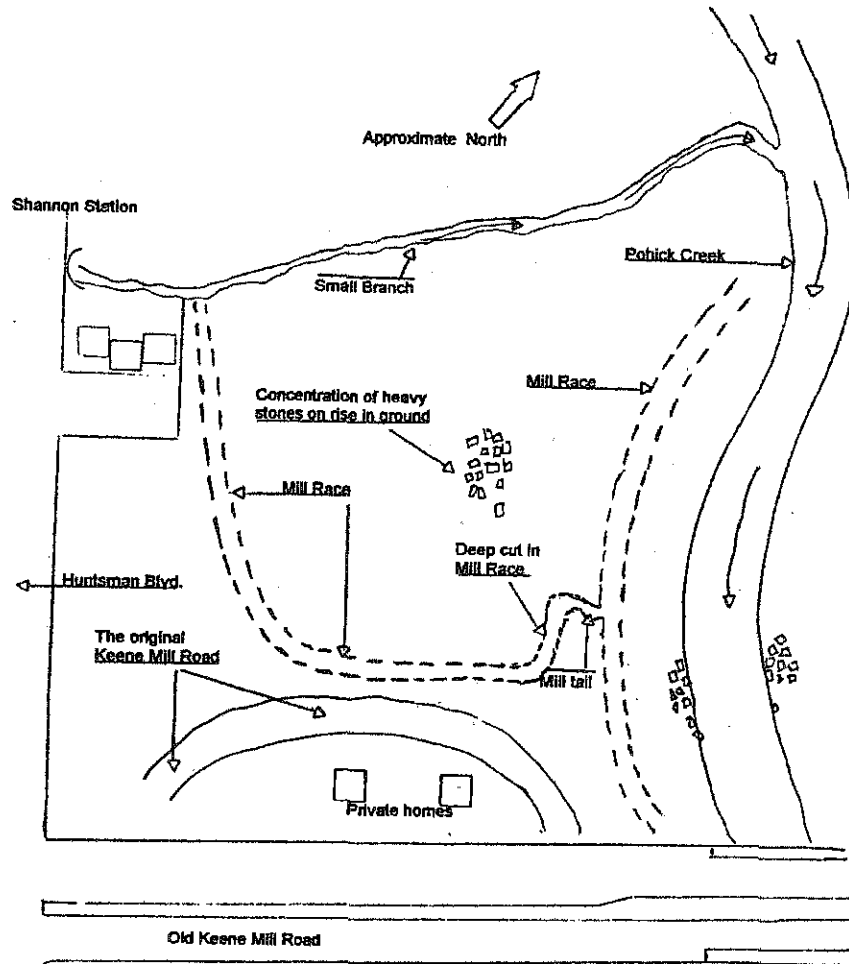 Approximate North
Shannon Station
Small Branch
Pohick Creek
Concentration of heavy
stones on rise in ground
Mill Race
Mill Race
Deep cut in
Mill Race
Huntsman Blvd.
The original
Keene Mill Road
Mill tail
Private homes
Old Keene Mill Road